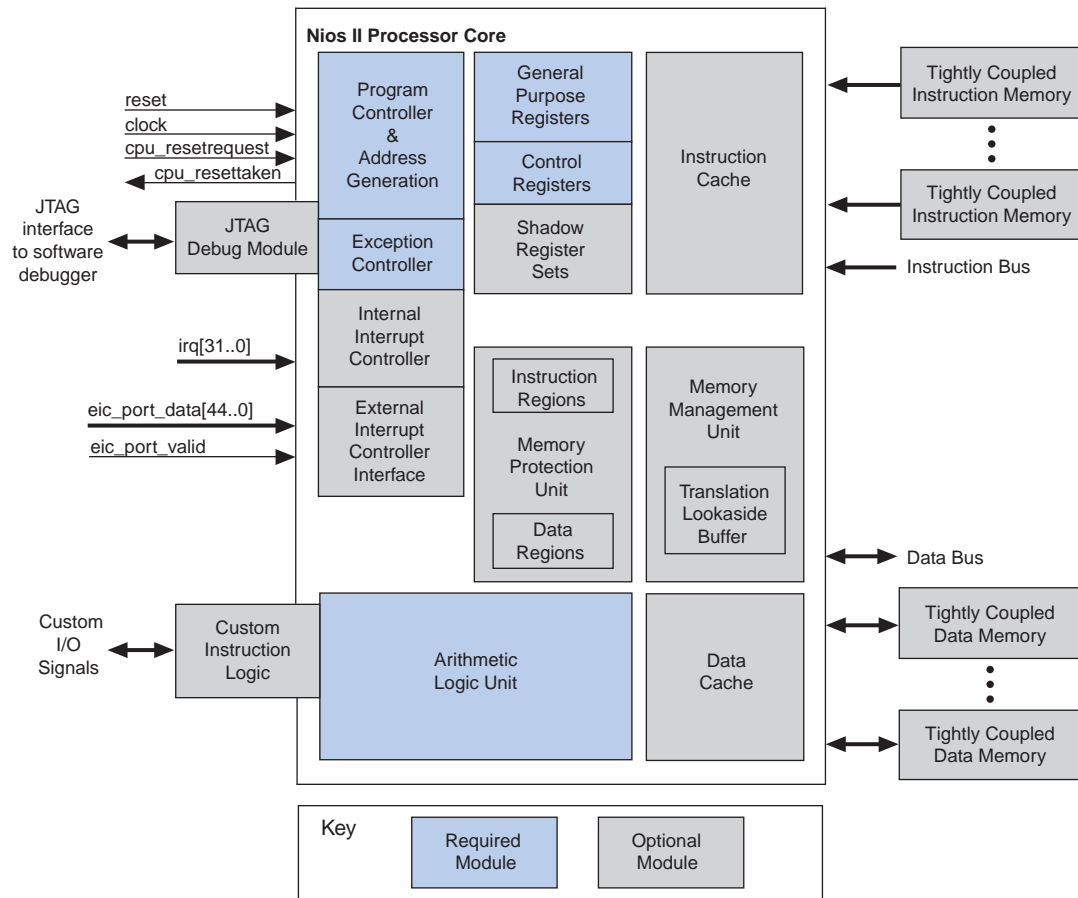 Nios II Processor Core
reset
clock
cpu_resetrequest
cpu_resettaken
JTAG
interface
to software
debugger
JTAG
Debug Module
irq[31..0]
eic_port_data[44..0]
eic_port_valid
Custom
I/O
Signals
Custom
Instruction
Logic
Program
Controller
&
Address
Generation
Exception
Controller
Internal
Interrupt
Controller
External
Interrupt
Controller
Interface
General
Purpose
Registers
Control
Registers
Shadow
Register
Sets
Instruction
Cache
Instruction
Regions
Memory
Protection
Unit
Data
Regions
Memory
Management
Unit
Translation
Lookaside
Buffer
Arithmetic
Logic Unit
Data
Cache
Tightly Coupled
Instruction Memory
Tightly Coupled
Instruction Memory
Instruction Bus
Data Bus
Tightly Coupled
Data Memory
Tightly Coupled
Data Memory
Key
Required
Module
Optional
Module